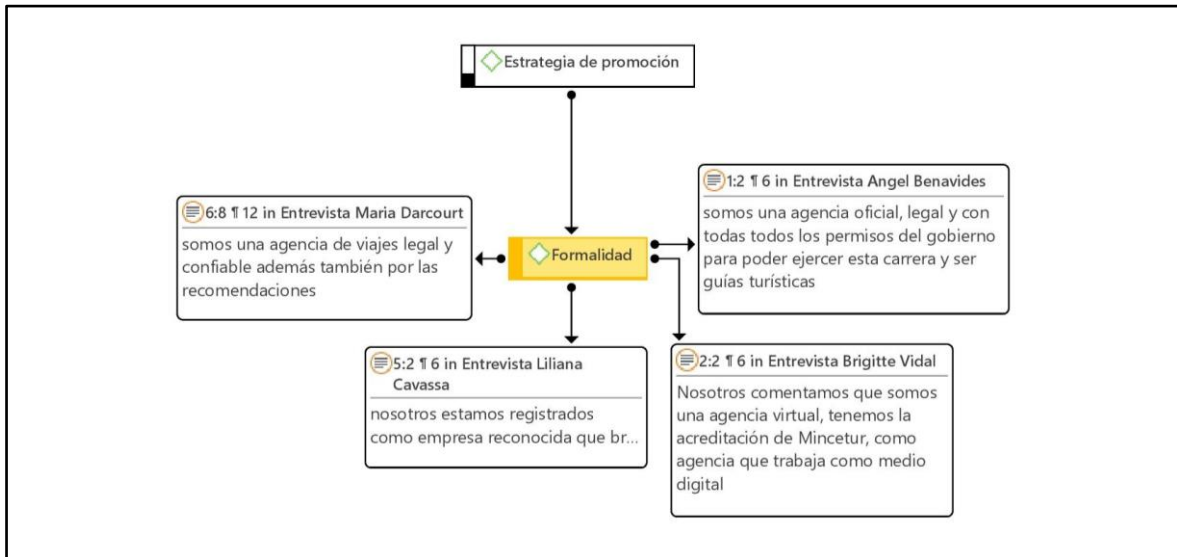 Estrategia de promoción
1:2 ¶ 6 in Entrevista Angel Benavides
somos una agencia oficial, legal y con
todas todos los permisos del gobierno
para poder ejercer esta carrera y ser
guías turísticas
6:8 ¶ 12 in Entrevista Maria Darcourt
somos una agencia de viajes legal y
confiable además también por las
recomendaciones
Formalidad
5:2 ¶ 6 in Entrevista Liliana
Cavassa
nosotros estamos registrados
como empresa reconocida que br...
2:2 ¶ 6 in Entrevista Brigitte Vidal
Nosotros comentamos que somos
una agencia virtual, tenemos la
acreditación de Mincetur, como
agencia que trabaja como medio
digital